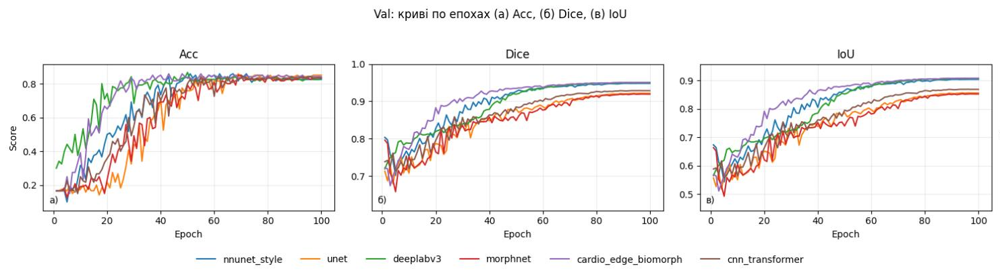 Val: криві по епохах (а) Acc, (б) Dice, (в) IoU
Acc
Score
0.8
0.6
0.4
0.2
а)
0 20 40 60 80 100
Epoch
Dice
1.0
0.9
0.8
0.7
б)
0 20 40 60 80 100
Epoch
IoU
0.9
0.8
0.7
0.6
0.5
в)
0 20 40 60 80 100
Epoch
nnunet_style unet deeplabv3 morphnet cardio_edge_biomorph cnn_transformer